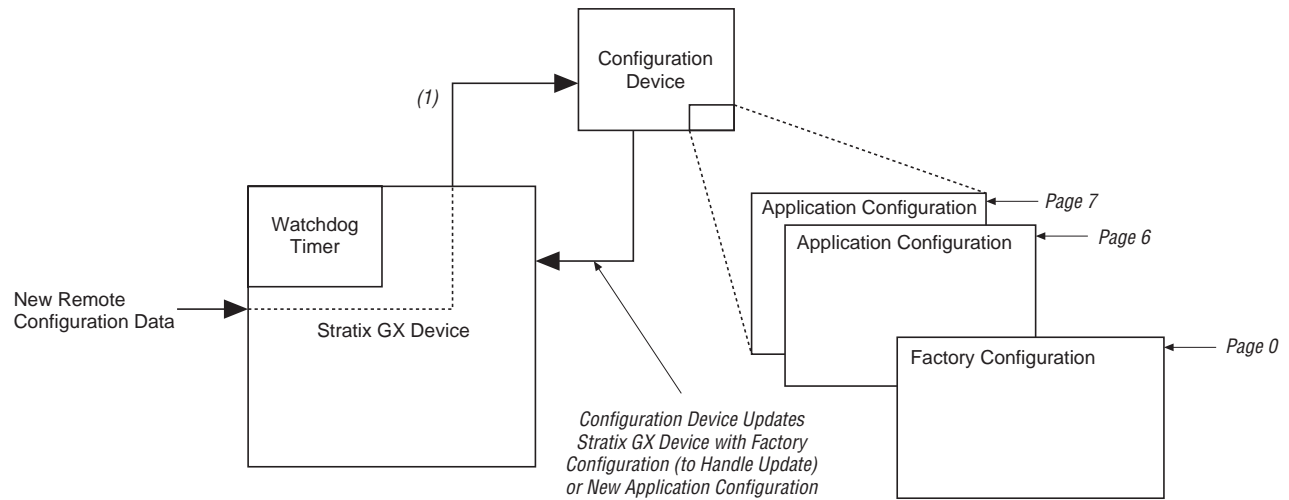 Configuration
Device
(1)
Application Configuration
Page 7
Watchdog
Timer
Application Configuration
Page 6
New Remote
Configuration Data
Stratix GX Device
Factory Configuration
Page 0
Configuration Device Updates
Stratix GX Device with Factory
Configuration (to Handle Update)
or New Application Configuration